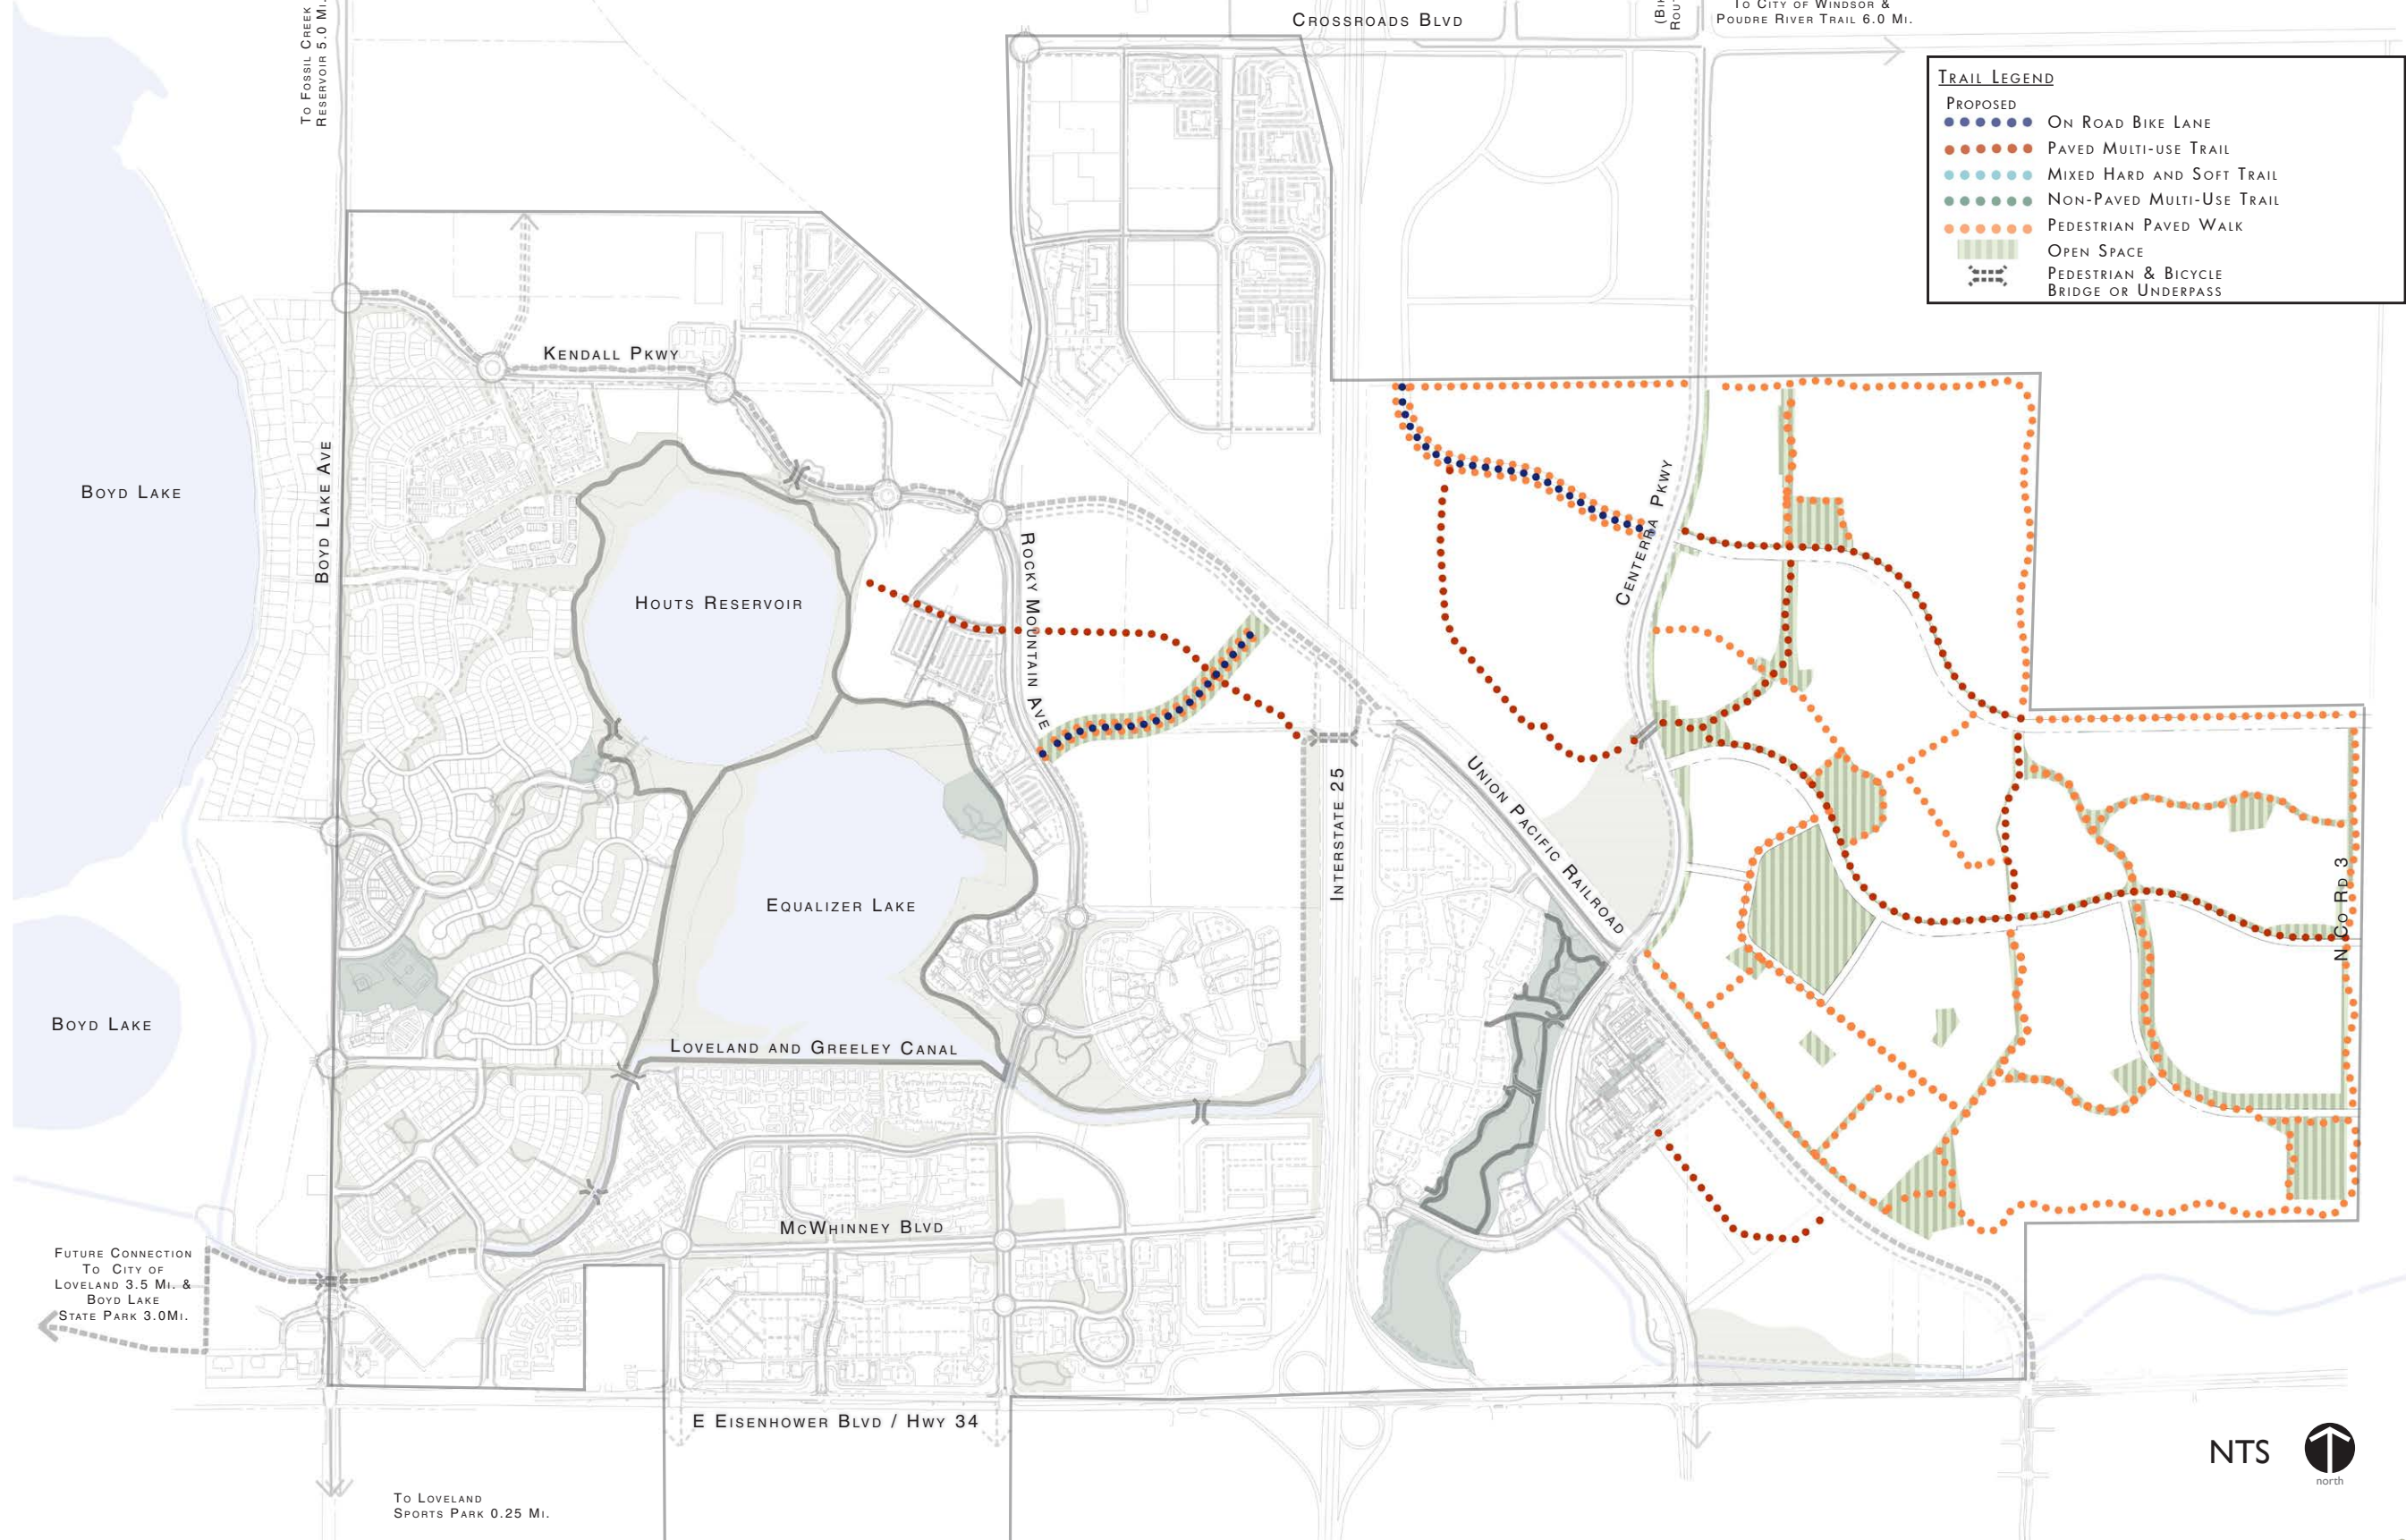 To Fossil Creek
Reservoir 5.0 Mi.
Crossroads Blvd
(Bi
Rou
To City of Windsor &
Poudre River Trail 6.0 Mi.
Trail Legend
Proposed
On Road Bike Lane
Paved Multi-use Trail
Mixed Hard and Soft Trail
Non-Paved Multi-Use Trail
Pedestrian Paved Walk
Open Space
Pedestrian & Bicycle
Bridge or Underpass
Kendall Pkwy
Boyd Lake
Boyd Lake Ave
Houts Reservoir
Rocky Mountain Ave
Centerra Pkwy
Interstate 25
Union Pacific Railroad
Equalizer Lake
N Co Rd 3
Boyd Lake
Loveland and Greeley Canal
McWhinney Blvd
Future Connection
To City of
Loveland 3.5 Mi. &
Boyd Lake
State Park 3.0Mi.
E Eisenhower Blvd / Hwy 34
NTS
north
To Loveland
Sports Park 0.25 Mi.